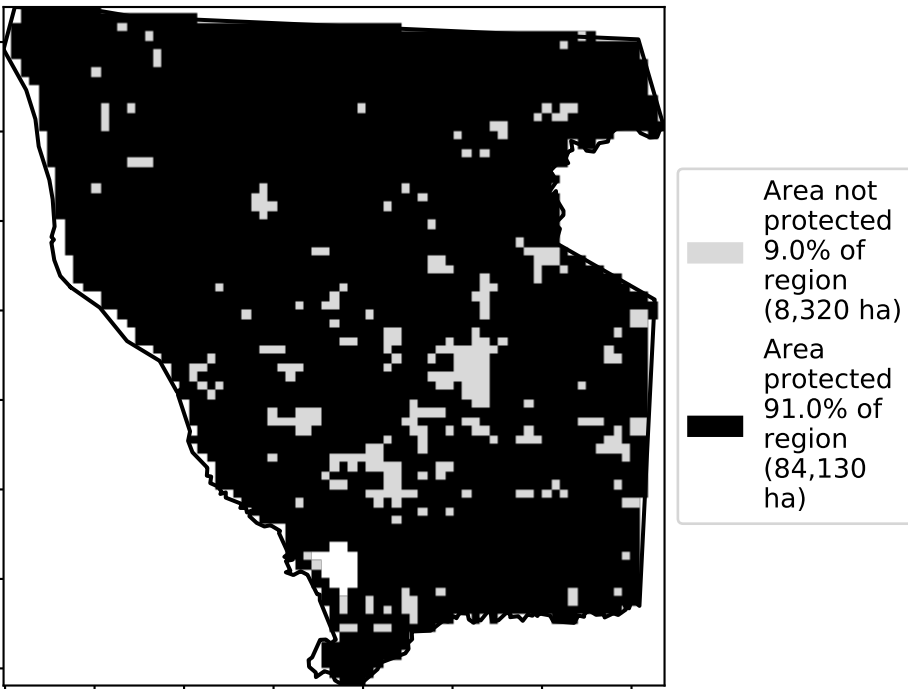 Area not
protected
9.0% of
region
(8,320 ha)
Area
protected
91.0% of
region
(84,130
ha)